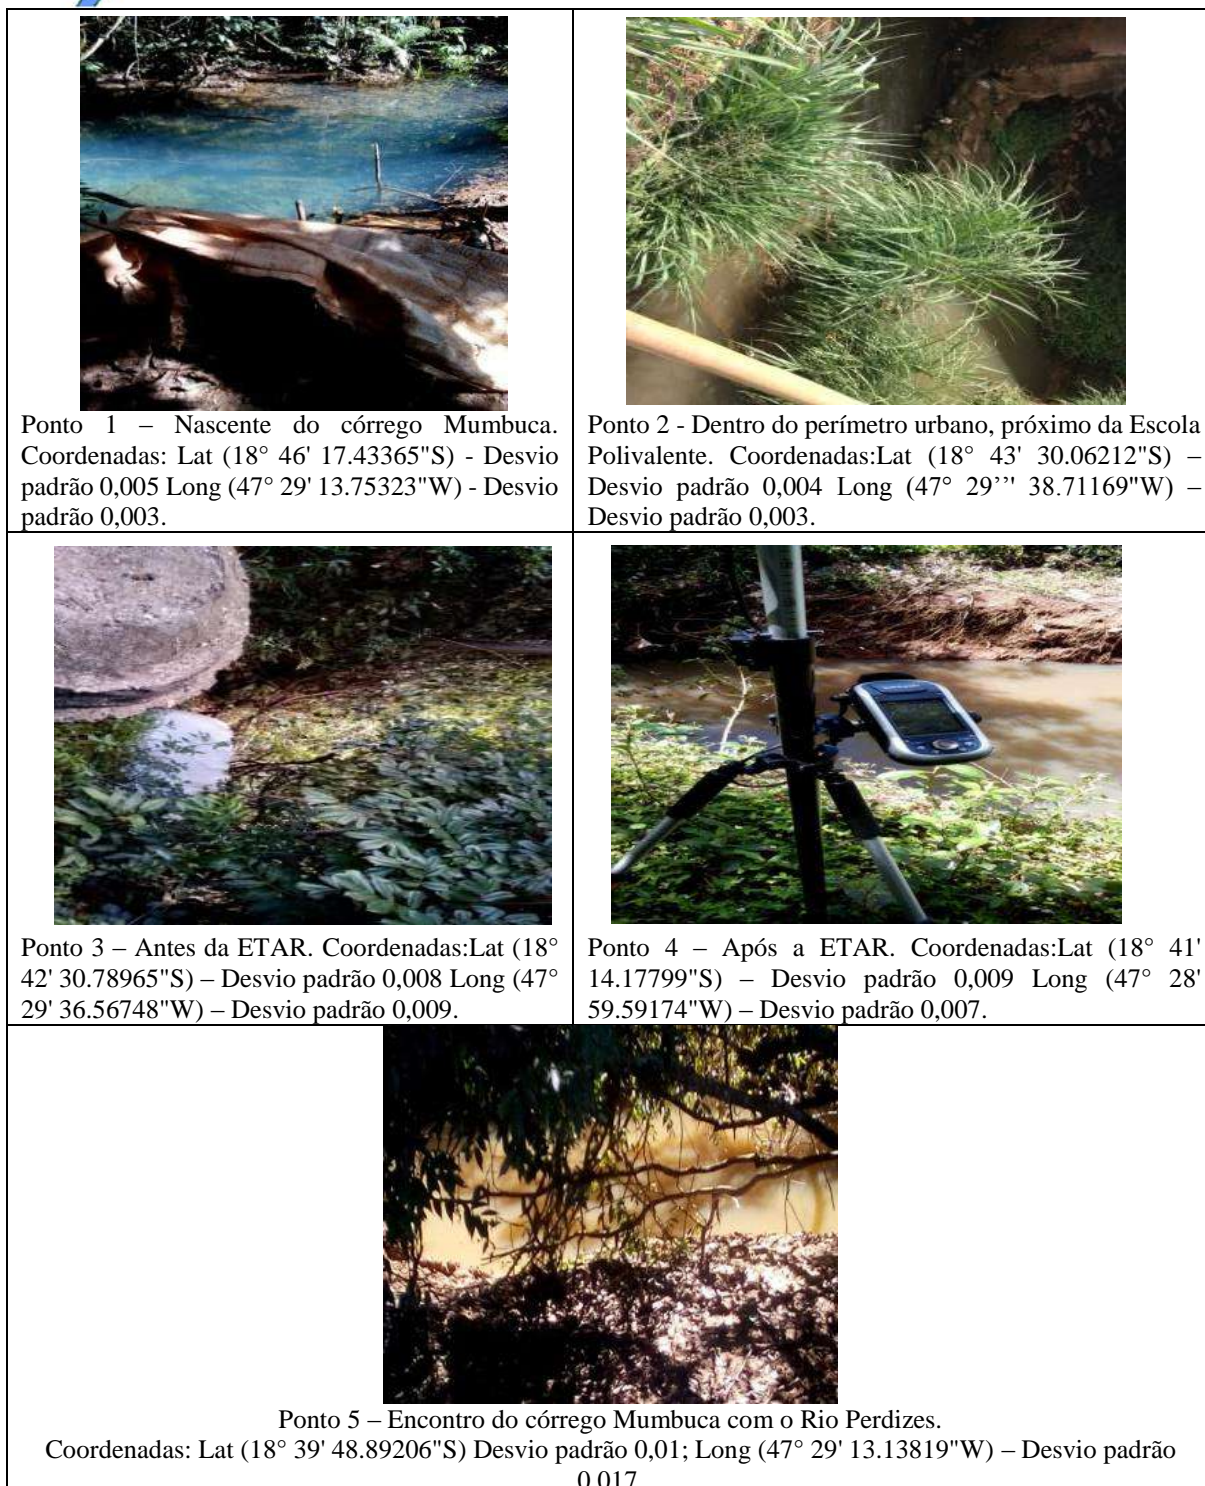 Ponto 1 – Nascente do córrego Mumbuca.
Coordenadas: Lat (18° 46' 17.43365"S) - Desvio
padrão 0,005 Long (47° 29' 13.75323"W) - Desvio
padrão 0,003.
Ponto 2 - Dentro do perímetro urbano, próximo da Escola
Polivalente. Coordenadas:Lat (18° 43' 30.06212"S) –
Desvio padrão 0,004 Long (47° 29’’' 38.71169"W) –
Desvio padrão 0,003.
Ponto 3 – Antes da ETAR. Coordenadas:Lat (18°
42' 30.78965"S) – Desvio padrão 0,008 Long (47°
29' 36.56748"W) – Desvio padrão 0,009.
Ponto 4 – Após a ETAR. Coordenadas:Lat (18° 41'
14.17799"S) – Desvio padrão 0,009 Long (47° 28'
59.59174"W) – Desvio padrão 0,007.
Ponto 5 – Encontro do córrego Mumbuca com o Rio Perdizes.
Coordenadas: Lat (18° 39' 48.89206"S) Desvio padrão 0,01; Long (47° 29' 13.13819"W) – Desvio padrão
0,017